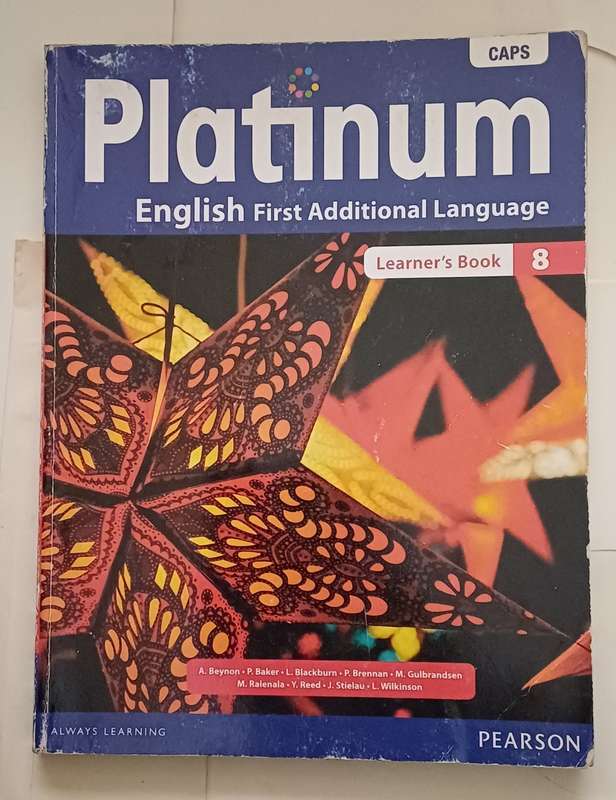 CAPS
Platinum
English First Additional Language
Learner's Book 8
A. Beynon • P. Baker • L. Blackburn • P. Brennan • M. Gulbrandsen
M. Ralenala • Y. Reed • J. Stielau • L. Wilkinson
ALWAYS LEARNING
PEARSON